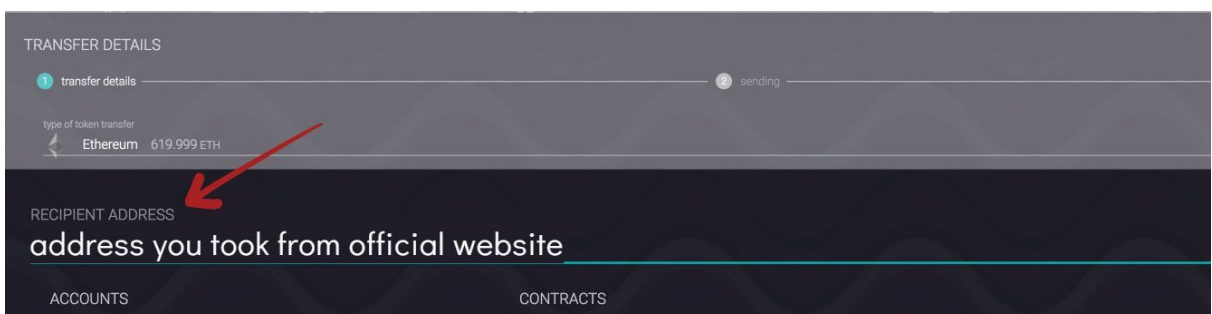 TRANSFER DETAILS
1 transfer details 2 sending
type of token transfer
Ethereum 619.999 ETH
RECIPIENT ADDRESS
address you took from official website
ACCOUNTS CONTRACTS